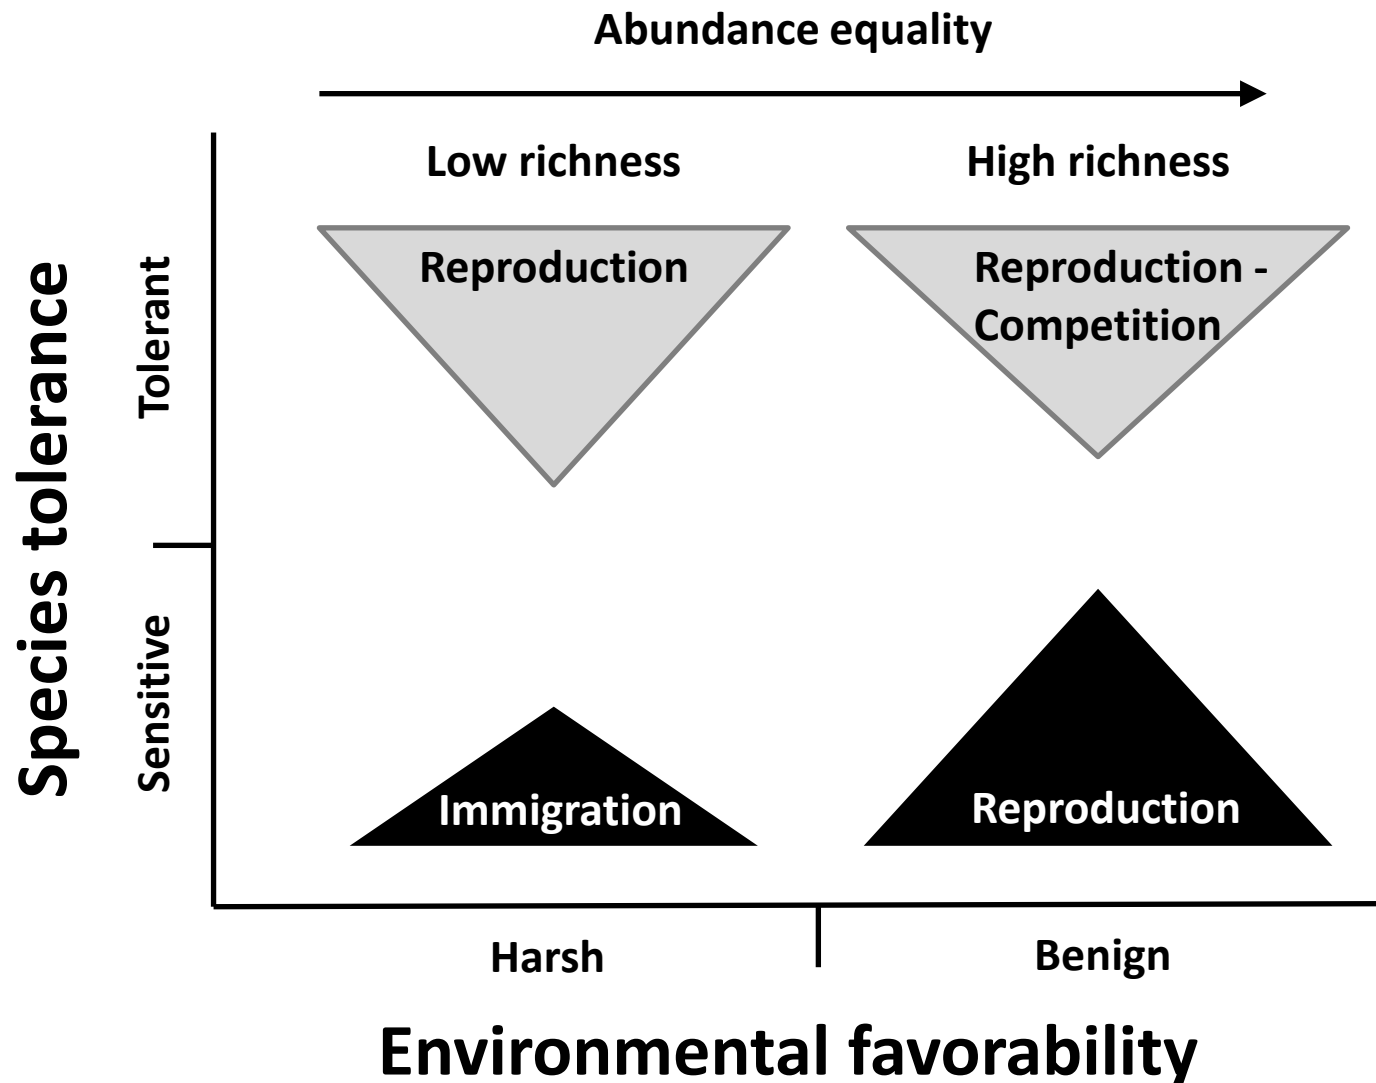 Abundance equality
Low richness
High richness
Species tolerance
Tolerant
Sensitive
Reproduction
Reproduction -
Competition
Immigration
Reproduction
Harsh
Benign
Environmental favorability